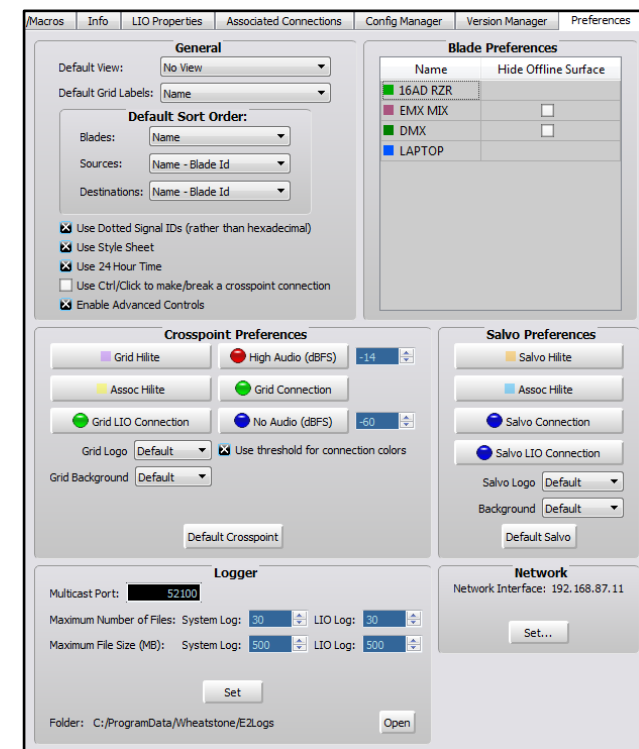 /Macros Info LIO Properties Associated Connections Config Manager Version Manager Preferences
General
Default View: No View
Default Grid Labels: Name
Default Sort Order:
Blades: Name
Sources: Name - Blade Id
Destinations: Name - Blade Id
Use Dotted Signal IDs (rather than hexadecimal)
Use Style Sheet
Use 24 Hour Time
Use Ctrl/Click to make/break a crosspoint connection
Enable Advanced Controls
Blade Preferences
Name Hide Offline Surface
16AD RZR
EMX MIX
DMX
LAPTOP
Crosspoint Preferences
Grid Hilite High Audio (dBFS) -14
Assoc Hilite Grid Connection
Grid LIO Connection No Audio (dBFS) -60
Grid Logo Default Use threshold for connection colors
Grid Background Default
Default Crosspoint
Salvo Preferences
Salvo Hilite
Assoc Hilite
Salvo Connection
Salvo LIO Connection
Salvo Logo Default
Background Default
Default Salvo
Logger
Multicast Port: 52100
Maximum Number of Files: System Log: 30 LIO Log: 30
Maximum File Size (MB): System Log: 500 LIO Log: 500
Set
Folder: C:/ProgramData/Wheatstone/E2Logs Open
Network
Network Interface: 192.168.87.11
Set...